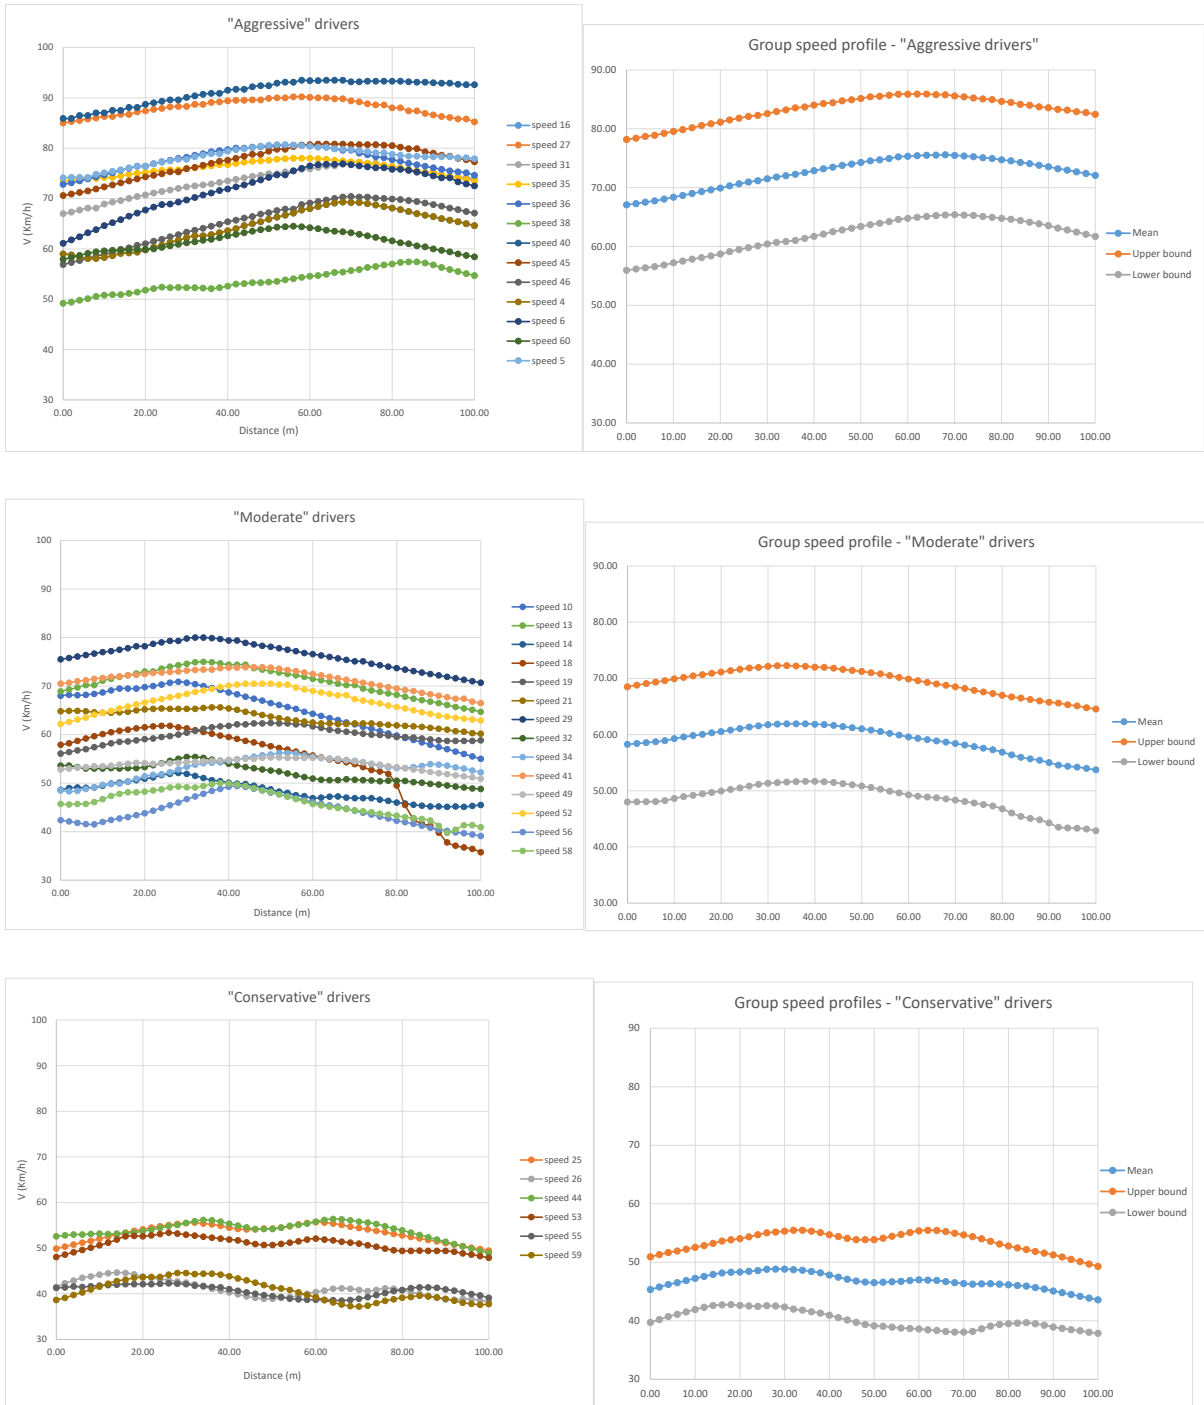 "Aggressive" drivers
100
90
80
70
60
50
40
30
V (Km/h)
0.00 20.00 40.00 60.00 80.00 100.00
Distance (m)
speed 16
speed 27
speed 31
speed 35
speed 36
speed 38
speed 40
speed 45
speed 46
speed 4
speed 6
speed 60
speed 5
Group speed profile - "Aggressive drivers"
90.00
80.00
70.00
60.00
50.00
40.00
30.00
0.00 10.00 20.00 30.00 40.00 50.00 60.00 70.00 80.00 90.00 100.00
Mean
Upper bound
Lower bound
"Moderate" drivers
100
90
80
70
60
50
40
30
V (Km/h)
0.00 20.00 40.00 60.00 80.00 100.00
Distance (m)
speed 10
speed 13
speed 14
speed 18
speed 19
speed 21
speed 29
speed 32
speed 34
speed 41
speed 49
speed 52
speed 56
speed 58
Group speed profile - "Moderate" drivers
90.00
80.00
70.00
60.00
50.00
40.00
30.00
0.00 10.00 20.00 30.00 40.00 50.00 60.00 70.00 80.00 90.00 100.00
Mean
Upper bound
Lower bound
"Conservative" drivers
100
90
80
70
60
50
40
30
V (Km/h)
0.00 20.00 40.00 60.00 80.00 100.00
Distance (m)
speed 25
speed 26
speed 44
speed 53
speed 55
speed 59
Group speed profiles - "Conservative" drivers
90
80
70
60
50
40
30
0.00 10.00 20.00 30.00 40.00 50.00 60.00 70.00 80.00 90.00 100.00
Mean
Upper bound
Lower bound